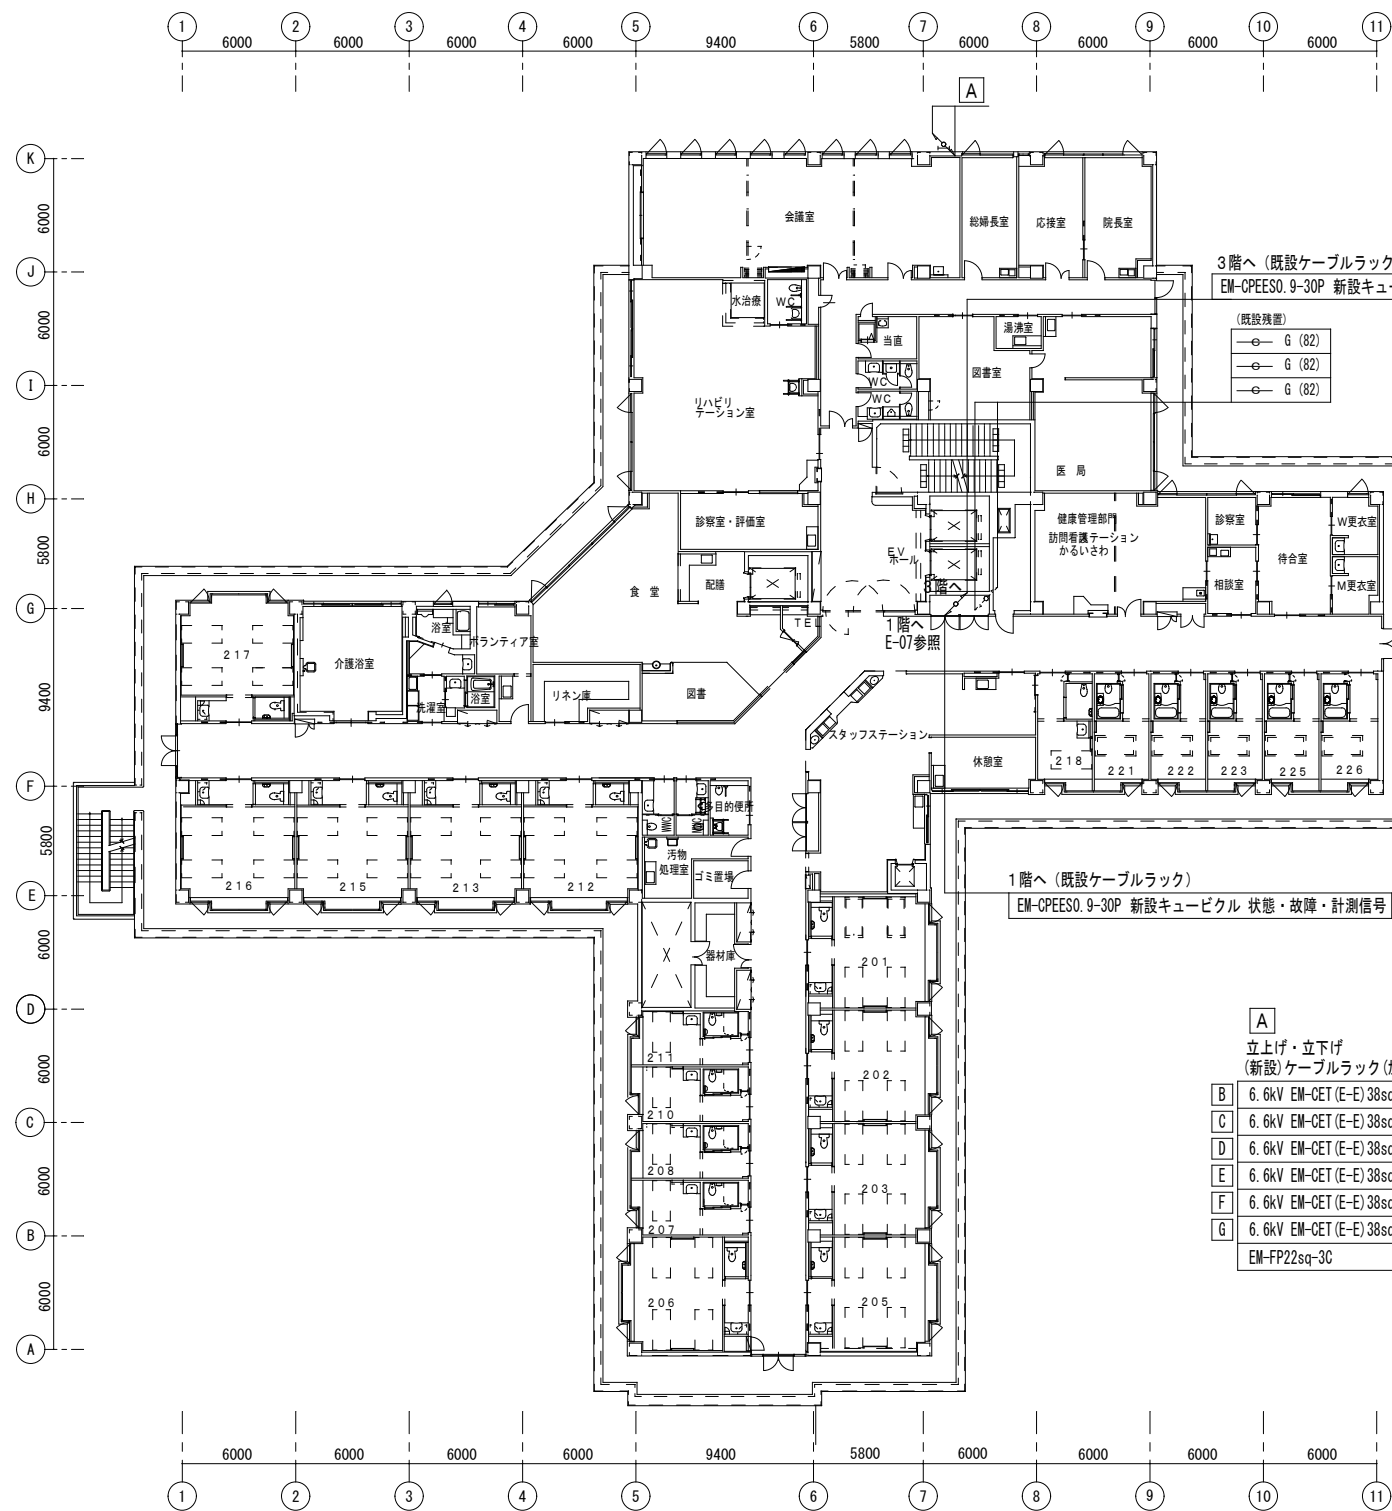 1 2 3 4 5 6 7 8 9 10 11
6000 6000 6000 6000 9400 5800 6000 6000 6000 6000
A
K
6000
会議室
総婦長室
応接室
院長室
J
3階へ（既設ケーブルラック
EM-CPEES0.9-30P 新設キュー
水治療
WC
(既設残置)
G (82)
G (82)
G (82)
6000
当直
湯沸室
図書室
I
WC
WC
リハビリ
テーション室
6000
医 局
H
診察室・評価室
健康管理部門
訪問看護テーション
かるいさわ
診察室
待合室
W更衣室
5800
EV
ホール
食 堂
配膳
階へ
相談室
M更衣室
G
TEL
1階へ
E-07参照
217
浴室
ボランティア室
介護浴室
9400
洗濯室
浴室
リネン庫
図書
スタッフステーション
休憩室
218
221
222
223
225
226
F
多目的便所
WWC
5800
汚物
処理室
ゴミ置場
216
215
213
212
E
1階へ（既設ケーブルラック）
EM-CPEES0.9-30P 新設キュービクル 状態・故障・計測信号
6000
器材庫
201
D
A
立上げ・立下げ
(新設)ケーブルラック
211
6000
202
B 6.6kV EM-CET(E-E)38s
210
C
C 6.6kV EM-CET(E-E)38s
D 6.6kV EM-CET(E-E)38s
208
6000
203
E 6.6kV EM-CET(E-E)38s
F 6.6kV EM-CET(E-E)38s
207
B
G 6.6kV EM-CET(E-E)38s
EM-FP22sq-3C
6000
206
205
A
6000 6000 6000 6000 9400 5800 6000 6000 6000 6000
1 2 3 4 5 6 7 8 9 10 11